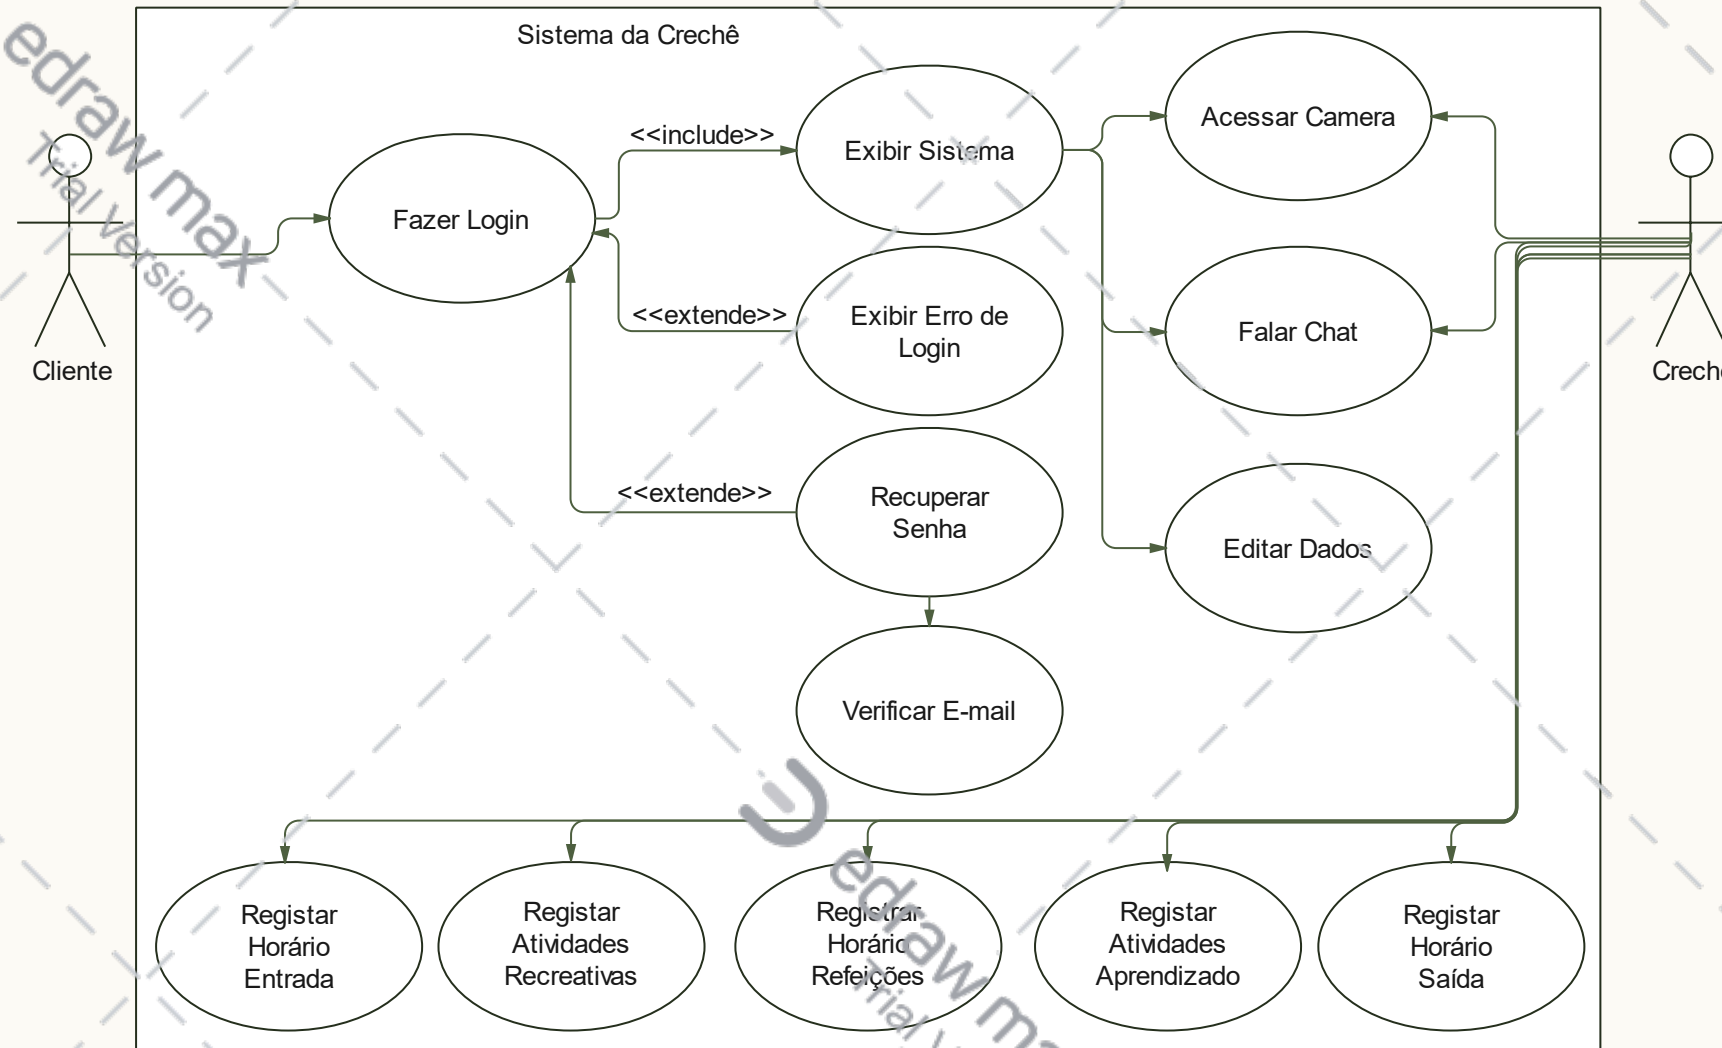 Sistema da Crechê
edraw max
Trial Version
Cliente
Fazer Login
<<include>>
Exibir Sistema
<<extende>>
Exibir Erro de
Login
<<extende>>
Recuperar
Senha
Verificar E-mail
Acessar Camera
Falar Chat
Editar Dados
Registar
Horário
Entrada
Registar
Atividades
Recreativas
Registrar
Horário
Refeições
Registar
Atividades
Aprendizado
Registar
Horário
Saída
edraw
Trial